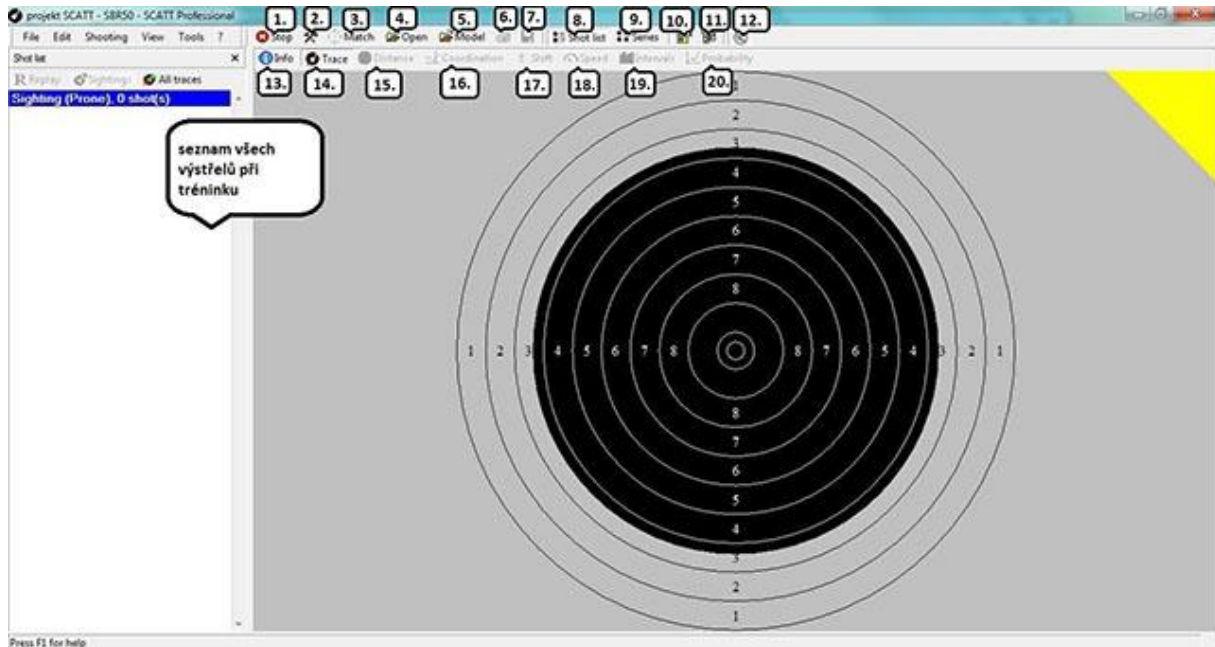 projekt SCATT - SBR50 - SCATT Professional
1. 2. 3. 4. 5. 6. 7. 8. 9. 10. 11. 12.
File Edit Shooting View Tools ?
Stop Match Open Model Shot list Series
Shot list x
Info Trace Distance Coordination Shift Speed Intervals Probability
R Replay Sightings All traces
13. 14. 15. 16. 17. 18. 19. 20.
Sighting (Prone), 0 shot(s)
seznam všech
výstřelů při
tréninku
1
2
3
4
5
6
7
8
1 2 3 4 5 6 7 8 8 7 6 5 4 3 2 1
8
7
6
5
4
3
2
1
Press F1 for help